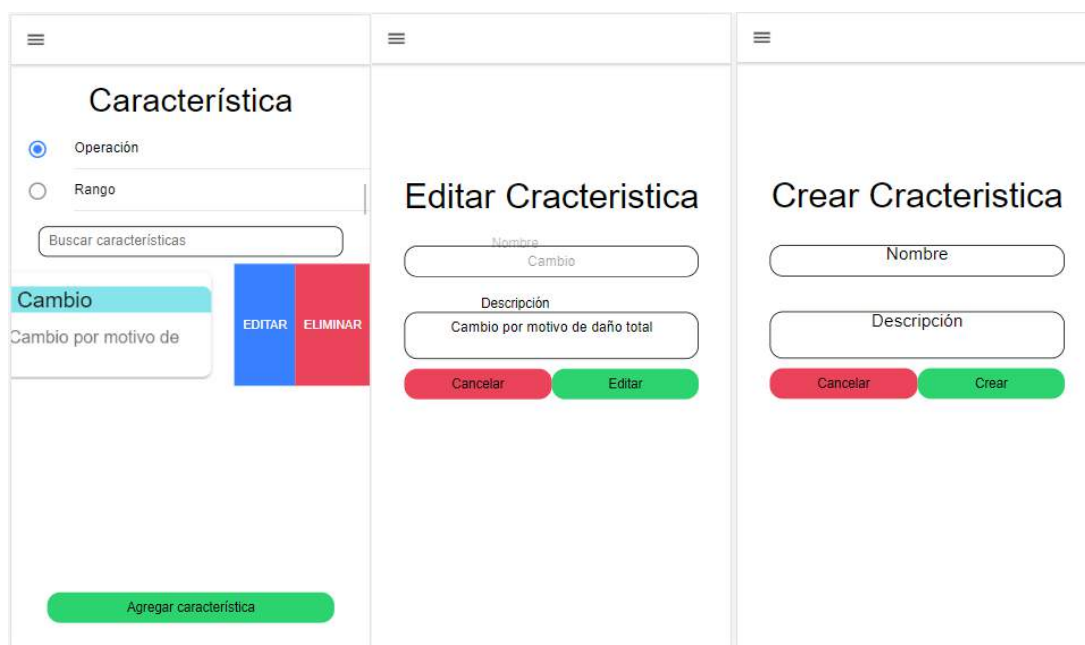 Característica
Operación
Rango
Buscar características
Cambio
Cambio por motivo de
EDITAR
ELIMINAR
Agregar característica
Editar Cracteristica
Nombre
Cambio
Descripción
Cambio por motivo de daño total
Cancelar
Editar
Crear Cracteristica
Nombre
Descripción
Cancelar
Crear